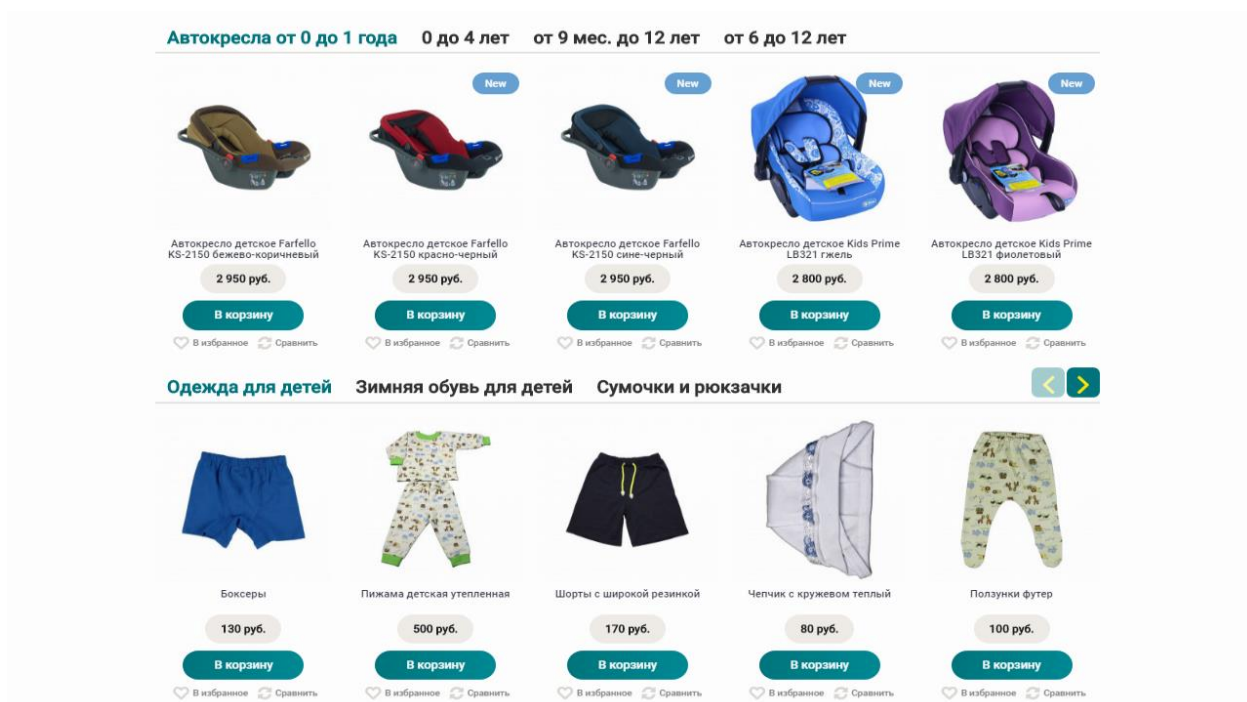 Автокресла от 0 до 1 года 0 до 4 лет от 9 мес. до 12 лет от 6 до 12 лет
New New New New
Автокресло детское Farfello Автокресло детское Farfello Автокресло детское Farfello Автокресло детское Kids Prime Автокресло детское Kids Prime
KS-2150 бежево-коричневый KS-2150 красно-черный KS-2150 сине-черный LB321 гжель LB321 фиолетовый
2 950 руб. 2 950 руб. 2 950 руб. 2 800 руб. 2 800 руб.
В корзину В корзину В корзину В корзину В корзину
В избранное Сравнить В избранное Сравнить В избранное Сравнить В избранное Сравнить В избранное Сравнить
Одежда для детей Зимняя обувь для детей Сумочки и рюкзачки
Боксеры Пижама детская утепленная Шорты с широкой резинкой Чепчик с кружевом теплый Ползунки футер
130 руб. 500 руб. 170 руб. 80 руб. 100 руб.
В корзину В корзину В корзину В корзину В корзину
В избранное Сравнить В избранное Сравнить В избранное Сравнить В избранное Сравнить В избранное Сравнить